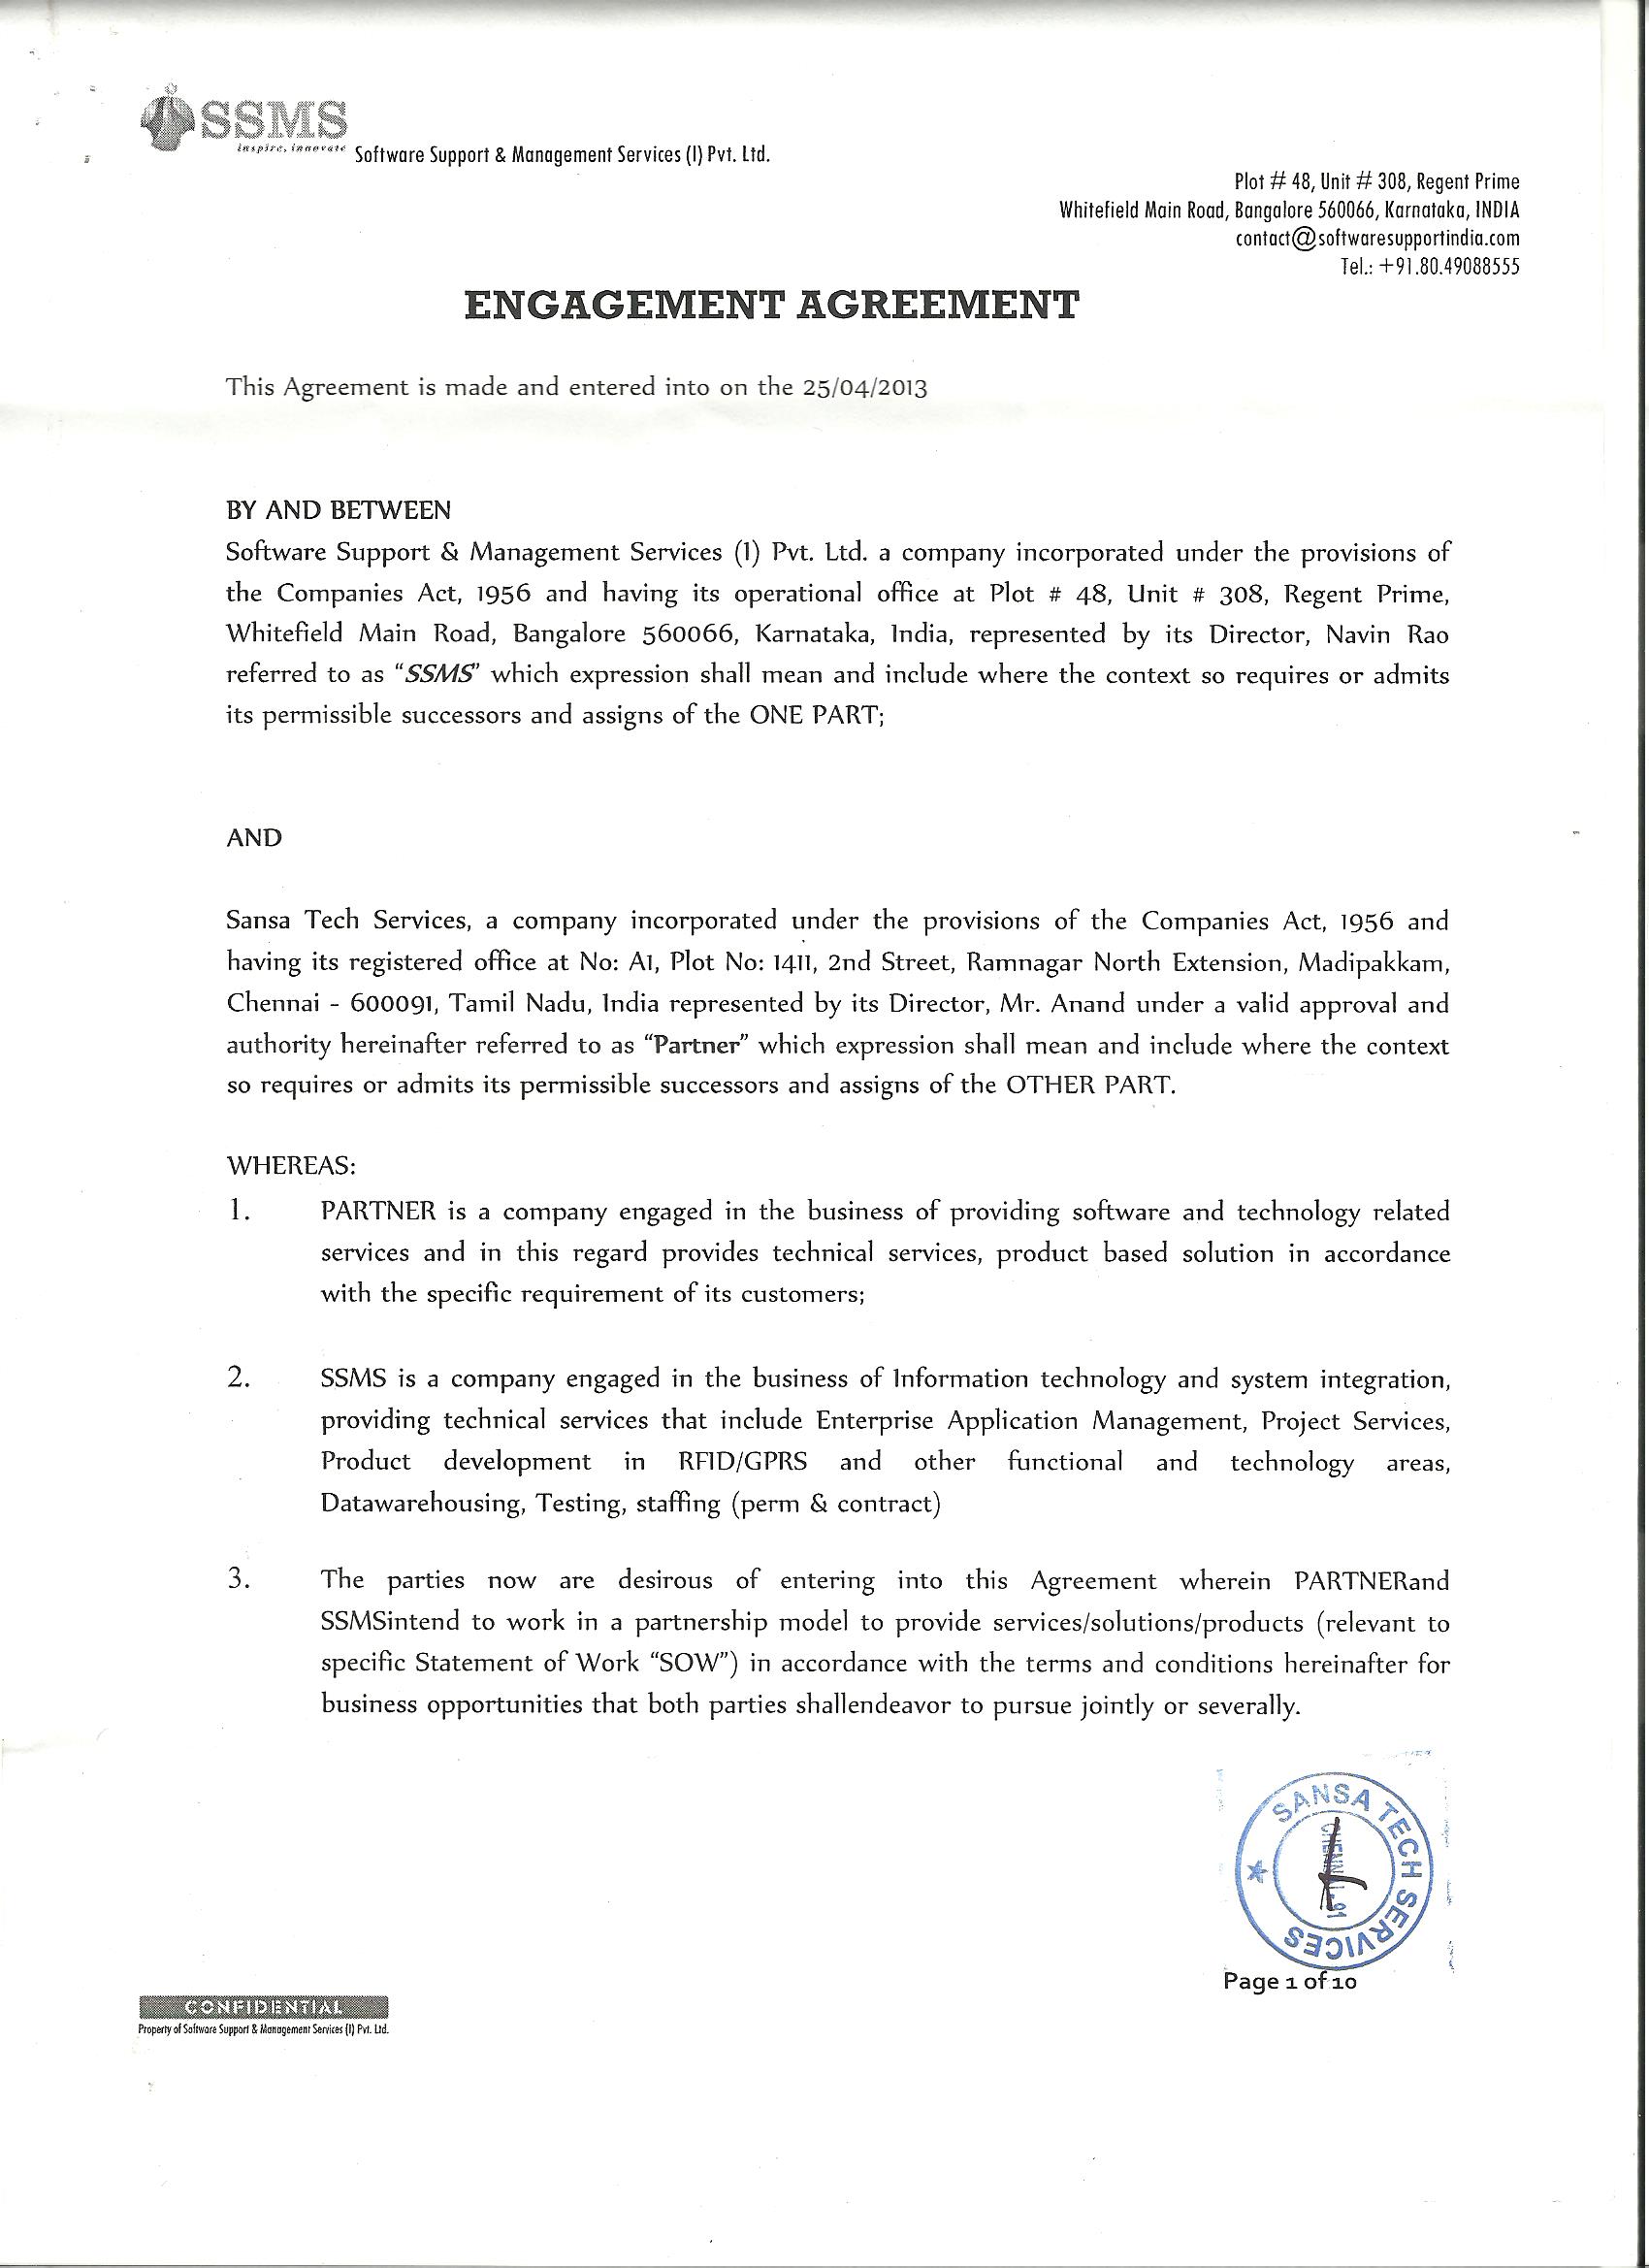 SSMS
inspire, innovate
Software Support & Management Services (I) Pvt. Ltd.
Plot # 48, Unit # 308, Regent Prime
Whitefield Main Road, Bangalore 560066, Karnataka, INDIA
contact@softwaresupportindia.com
Tel.: +91.80.49088555
ENGAGEMENT AGREEMENT
This Agreement is made and entered into on the 25/04/2013
BY AND BETWEEN
Software Support & Management Services (I) Pvt. Ltd. a company incorporated under the provisions of
the Companies Act, 1956 and having its operational office at Plot # 48, Unit # 308, Regent Prime,
Whitefield Main Road, Bangalore 560066, Karnataka, India, represented by its Director, Navin Rao
referred to as “SSMS” which expression shall mean and include where the context so requires or admits
its permissible successors and assigns of the ONE PART;
AND
Sansa Tech Services, a company incorporated under the provisions of the Companies Act, 1956 and
having its registered office at No: A1, Plot No: 1411, 2nd Street, Ramnagar North Extension, Madipakkam,
Chennai - 600091, Tamil Nadu, India represented by its Director, Mr. Anand under a valid approval and
authority hereinafter referred to as “Partner” which expression shall mean and include where the context
so requires or admits its permissible successors and assigns of the OTHER PART.
WHEREAS:
1. PARTNER is a company engaged in the business of providing software and technology related
services and in this regard provides technical services, product based solution in accordance
with the specific requirement of its customers;
2. SSMS is a company engaged in the business of Information technology and system integration,
providing technical services that include Enterprise Application Management, Project Services,
Product development in RFID/GPRS and other functional and technology areas,
Datawarehousing, Testing, staffing (perm & contract)
3. The parties now are desirous of entering into this Agreement wherein PARTNERand
SSMSintend to work in a partnership model to provide services/solutions/products (relevant to
specific Statement of Work “SOW”) in accordance with the terms and conditions hereinafter for
business opportunities that both parties shallendeavor to pursue jointly or severally.
SANSA TECH SERVICES
Page 1 of 10
CONFIDENTIAL
Property of Software Support & Management Services (I) Pvt. Ltd.